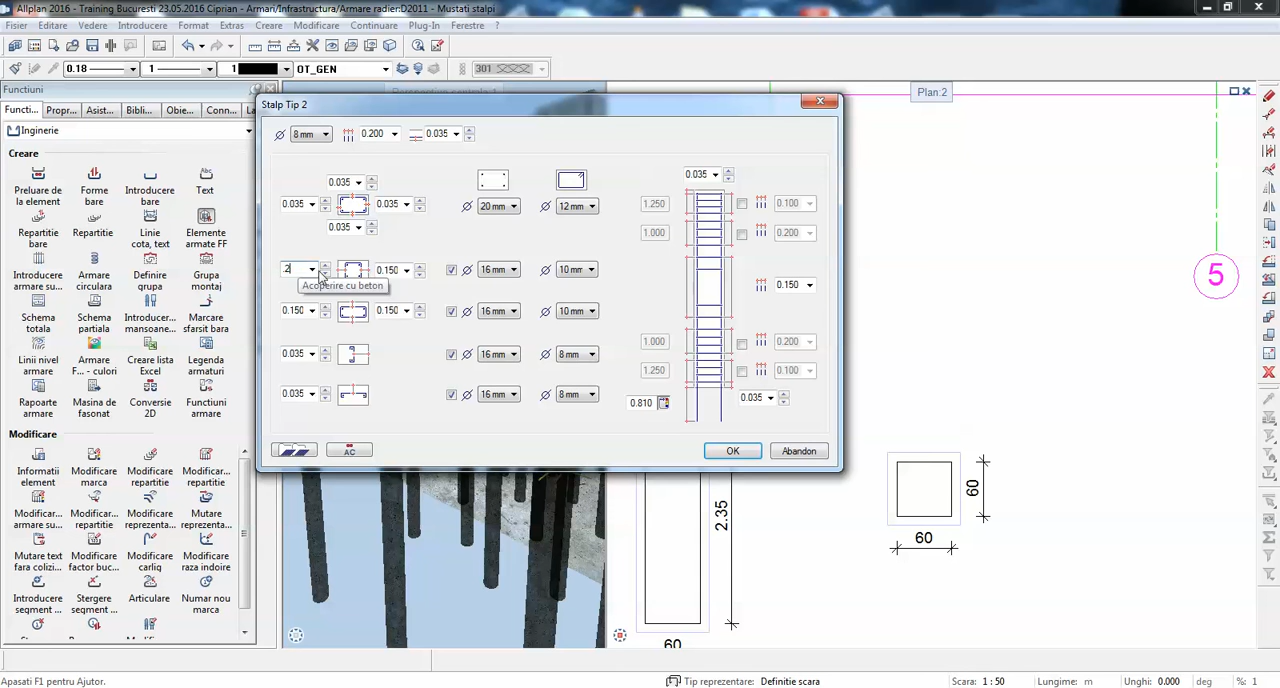 Allplan 2016 - Training Bucuresti 23.05.2016 Ciprian - Armari/Infrastructura/Armare radier:D2011 - Mustati stalpi
Fisier Editare Vedere Introducere Format Extras Creare Modificare Continuare Plug-In Fereastra ?
0.18 1 1 OT_GEN 301
Functiuni
Functi... Propr... Asist... Bibli... Obie... Conn... La
Inginerie
Creare
Preluare de la element
Forme bare
Introducere bare
Text
Repartitie bare
Repartitie
Linie cota, text
Elemente armate FF
Introducere armare su...
Armare circulara
Definire grupa
Grupa montaj
Schema totala
Schema partiala
Introducer... mansoane...
Marcare sfarsit bara
Linii nivel armare
Armare F... - culori
Creare lista Excel
Legenda armaturi
Rapoarte armare
Masina de fasonat
Conversie 2D
Functiuni armare
Modificare
Informatii element
Modificare marca
Modificare repartitie
Modificar... repartitie
Modificar... armare su...
Modificare repartitie
Modificare reprezenta...
Mutare reprezenta...
Mutare text fara colizi...
Modificare factor buc...
Modificare carlig
Modificare raza indoire
Introducere segment ...
Stergere segment ...
Articulare
Numar nou marca
Stalp Tip 2
8 mm 0.200 0.035
0.035 0.035
0.035 0.035 20 mm 12 mm 1.250 0.100
0.035 1.000 0.200
.2 0.150 16 mm 10 mm
Acoperire cu beton 0.150
0.150 0.150 16 mm 10 mm
0.035 16 mm 8 mm 1.000 0.200
1.250 0.100
0.035 16 mm 8 mm 0.810 0.035
AC OK Abandon
Plan:2
5
2.35
60
60
60
Apasati F1 pentru Ajutor. Tip reprezentare: Definitie scara Scara: 1 : 50 Lungime: m Unghi: 0.000 deg %: 1